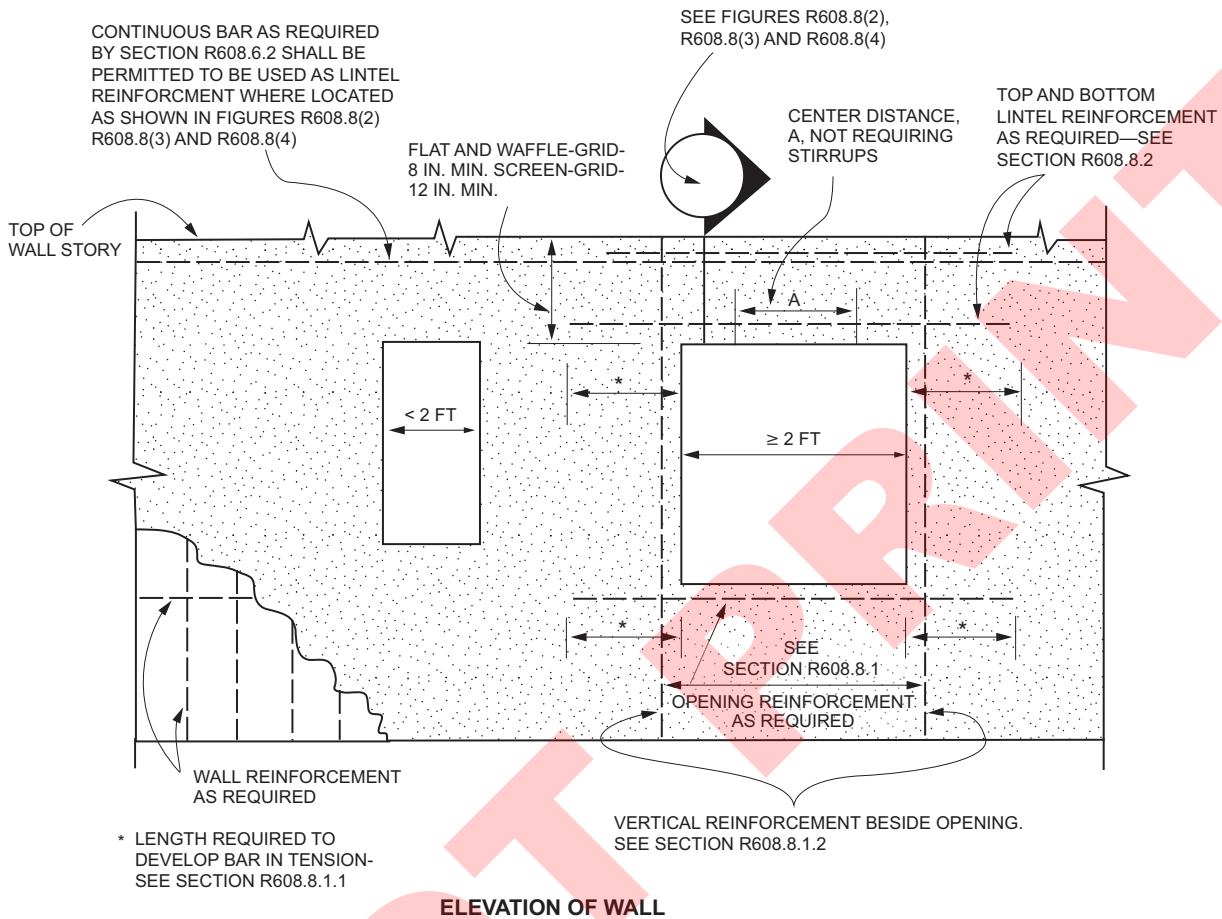 CONTINUOUS BAR AS REQUIRED
BY SECTION R608.6.2 SHALL BE
PERMITTED TO BE USED AS LINTEL
REINFORCMENT WHERE LOCATED
AS SHOWN IN FIGURES R608.8(2)
R608.8(3) AND R608.8(4)
SEE FIGURES R608.8(2),
R608.8(3) AND R608.8(4)
FLAT AND WAFFLE-GRID-
8 IN. MIN. SCREEN-GRID-
12 IN. MIN.
CENTER DISTANCE,
A, NOT REQUIRING
STIRRUPS
TOP AND BOTTOM
LINTEL REINFORCEMENT
AS REQUIRED—SEE
SECTION R608.8.2
TOP OF
WALL STORY
A
*
*
< 2 FT
≥ 2 FT
*
*
SEE
SECTION R608.8.1
OPENING REINFORCEMENT
AS REQUIRED
WALL REINFORCEMENT
AS REQUIRED
VERTICAL REINFORCEMENT BESIDE OPENING.
SEE SECTION R608.8.1.2
* LENGTH REQUIRED TO
DEVELOP BAR IN TENSION-
SEE SECTION R608.8.1.1
ELEVATION OF WALL